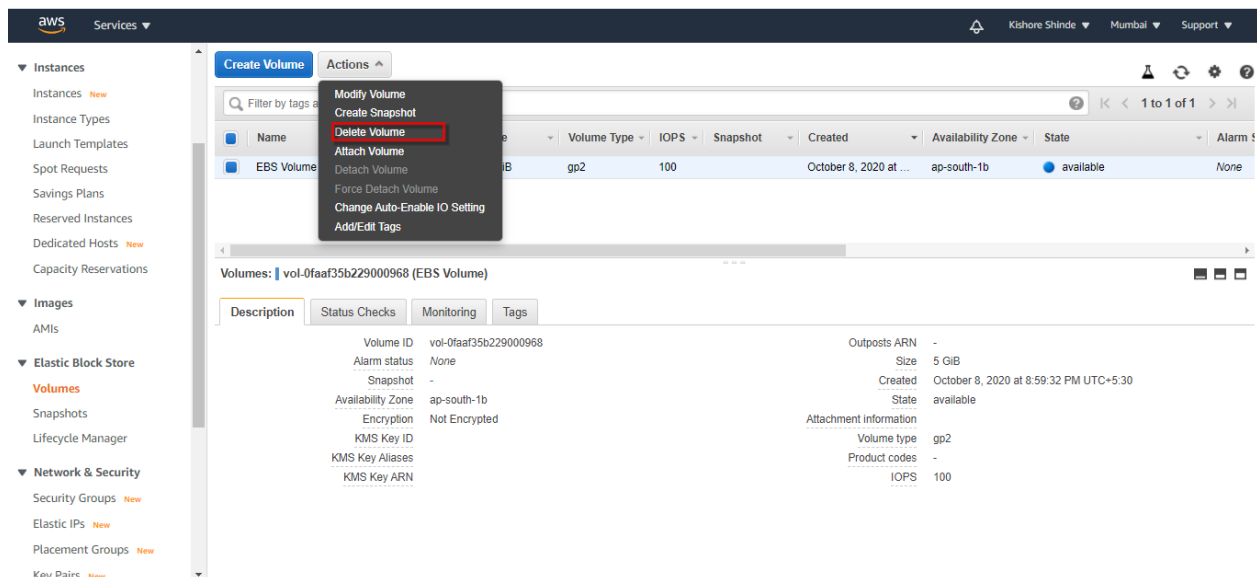 aws Services Kishore Shinde Mumbai Support
Instances
Instances New
Instance Types
Launch Templates
Spot Requests
Savings Plans
Reserved Instances
Dedicated Hosts New
Capacity Reservations
Images
AMIs
Elastic Block Store
Volumes
Snapshots
Lifecycle Manager
Network & Security
Security Groups New
Elastic IPs New
Placement Groups New
Key Pairs New
Create Volume Actions
Modify Volume
Create Snapshot
Delete Volume
Attach Volume
Detach Volume
Force Detach Volume
Change Auto-Enable IO Setting
Add/Edit Tags
Filter by tags a 1 to 1 of 1
Name e Volume Type IOPS Snapshot Created Availability Zone State Alarm S
EBS Volume iB gp2 100 October 8, 2020 at ... ap-south-1b available None
Volumes: vol-0faaf35b229000968 (EBS Volume)
Description Status Checks Monitoring Tags
Volume ID vol-0faaf35b229000968 Outposts ARN -
Alarm status None Size 5 GiB
Snapshot - Created October 8, 2020 at 8:59:32 PM UTC+5:30
Availability Zone ap-south-1b State available
Encryption Not Encrypted Attachment information
KMS Key ID Volume type gp2
KMS Key Aliases Product codes -
KMS Key ARN IOPS 100